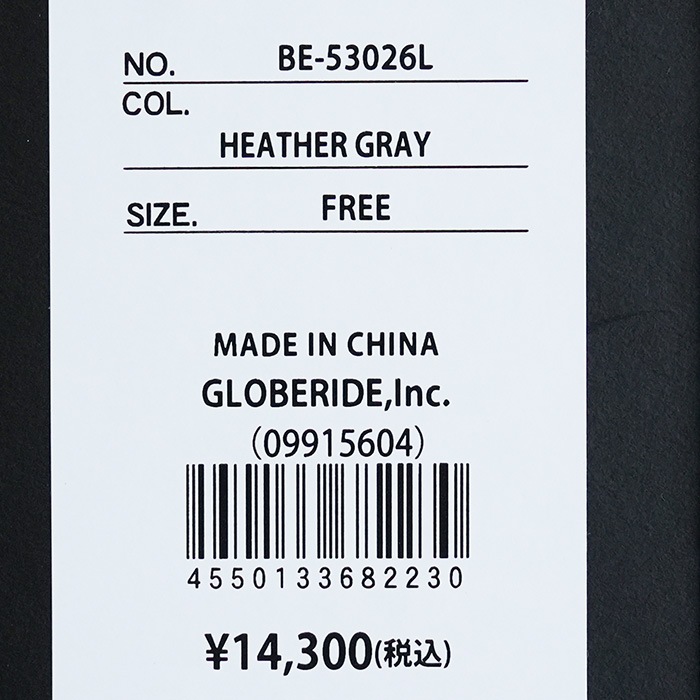 NO. BE-53026L
COL.
HEATHER GRAY
SIZE. FREE
MADE IN CHINA
GLOBERIDE,Inc.
(09915604)
4550133682230
¥14,300(税込)